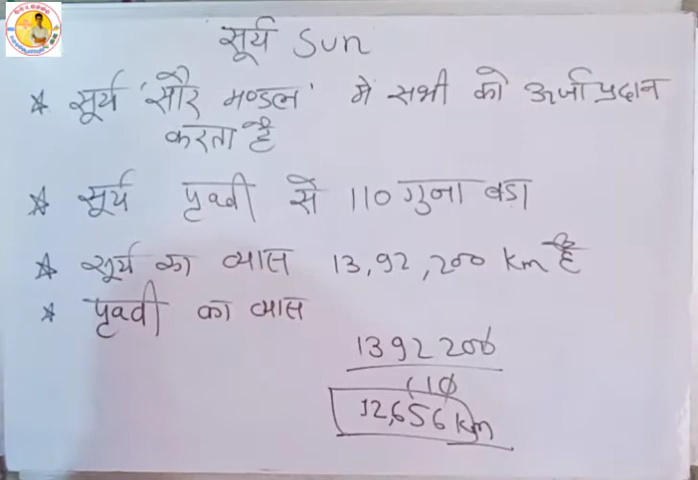 सूर्य Sun
* सूर्य 'सौर मण्डल' मे सभी को ऊर्जा प्रदान
करता है
* सूर्य पृथ्वी से 110 गुना बड़ा
* सूर्य का व्यास 13,92,200 km है
* पृथ्वी का व्यास
1392200
110
12,656 km